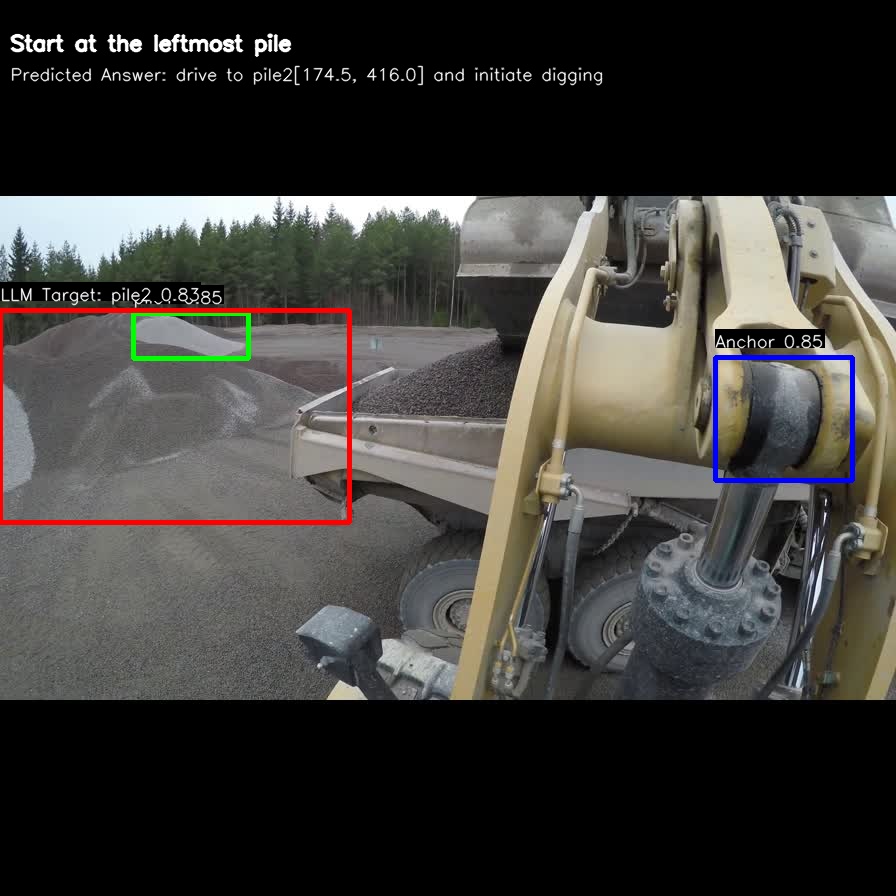 Start at the leftmost pile
Predicted Answer: drive to pile2[174.5, 416.0] and initiate digging
LLM Target: pile2 0.83
Anchor 0.85